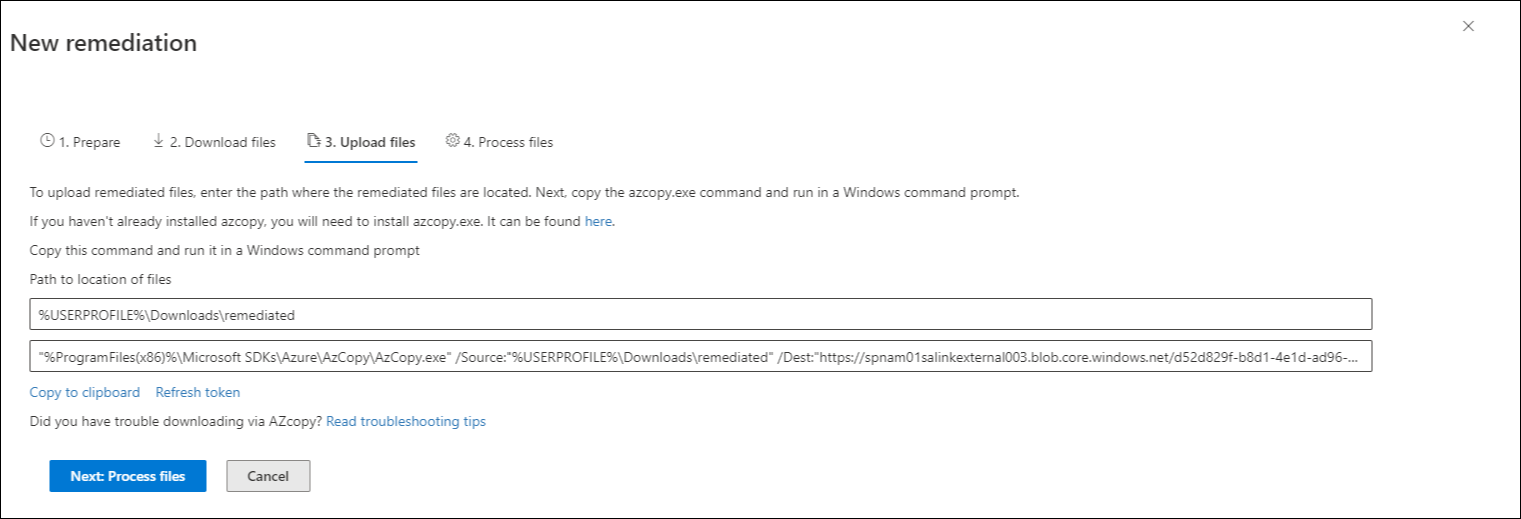 New remediation
1. Prepare
2. Download files
3. Upload files
4. Process files
To upload remediated files, enter the path where the remediated files are located. Next, copy the azcopy.exe command and run in a Windows command prompt.
If you haven't already installed azcopy, you will need to install azcopy.exe. It can be found here.
Copy this command and run it in a Windows command prompt
Path to location of files
%USERPROFILE%\Downloads\remediated
"%ProgramFiles(x86)%\Microsoft SDKs\Azure\AzCopy\AzCopy.exe" /Source:"%USERPROFILE%\Downloads\remediated" /Dest:"https://spnam01salinkexternal003.blob.core.windows.net/d52d829f-b8d1-4e1d-ad96-...
Copy to clipboard Refresh token
Did you have trouble downloading via AZcopy? Read troubleshooting tips
Next: Process files Cancel